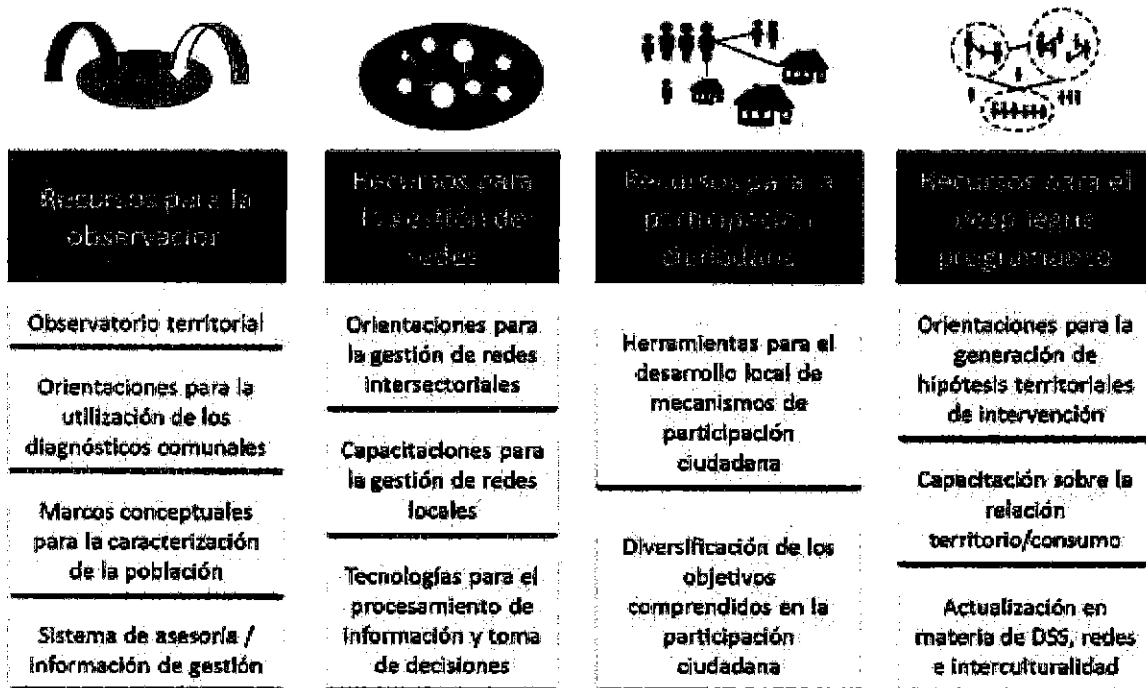 Recursos para la
observación
Observatorio territorial
Orientaciones para la
utilización de los
diagnósticos comunales
Marcos conceptuales
para la caracterización
de la población
Sistema de asesoría /
información de gestión
Recursos para
la gestión de
redes
Orientaciones para
la gestión de redes
intersectoriales
Capacitaciones para
la gestión de redes
locales
Tecnologías para el
procesamiento de
información y toma
de decisiones
Recursos para la
participación
ciudadana
Herramientas para el
desarrollo local de
mecanismos de
participación
ciudadana
Diversificación de los
objetivos
comprendidos en la
participación
ciudadana
Recursos para el
despliegue
programático
Orientaciones para la
generación de
hipótesis territoriales
de intervención
Capacitación sobre la
relación
territorio/consumo
Actualización en
materia de DSS, redes
e interculturalidad